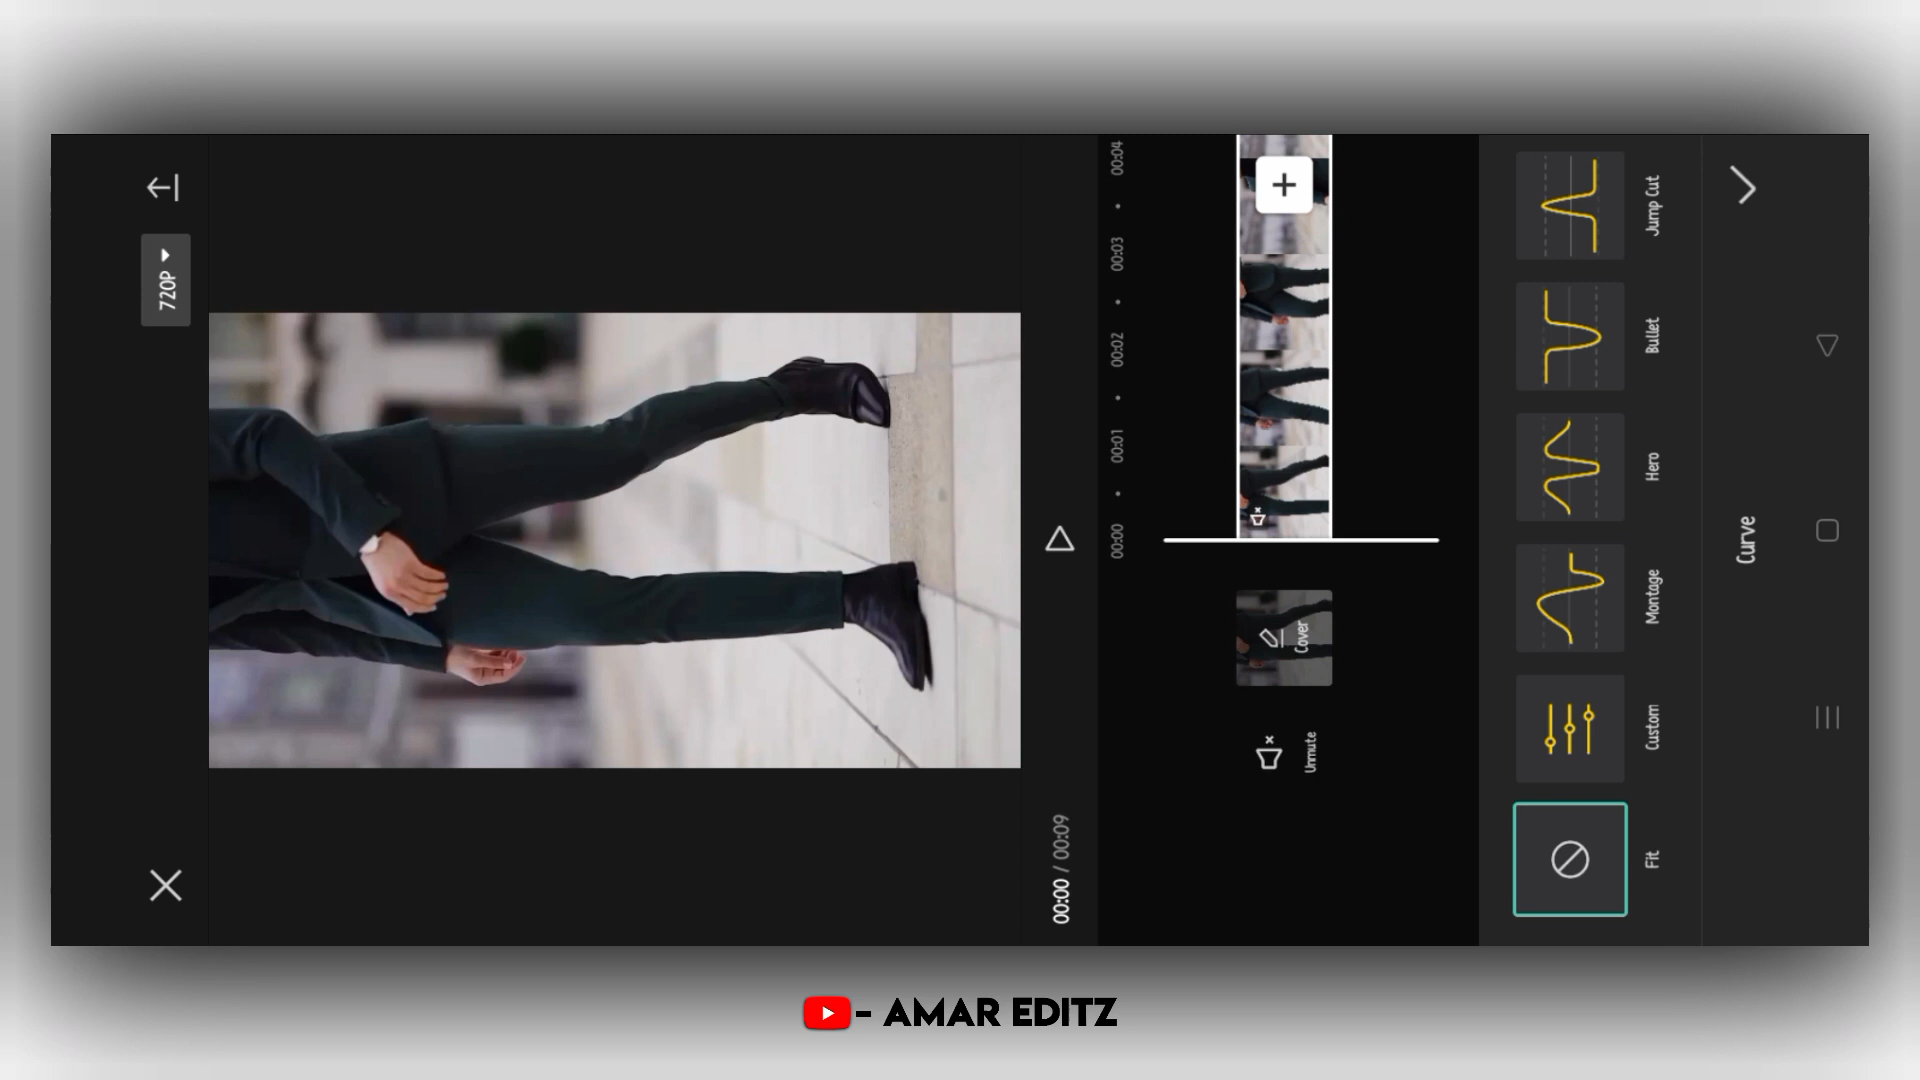 720P
00:00 / 00:09
00:00 • 00:01 • 00:02 • 00:03 • 00:04
Unmute
Cover
Fit
Custom
Montage
Hero
Bullet
Jump Cut
Curve
- AMAR EDITZ